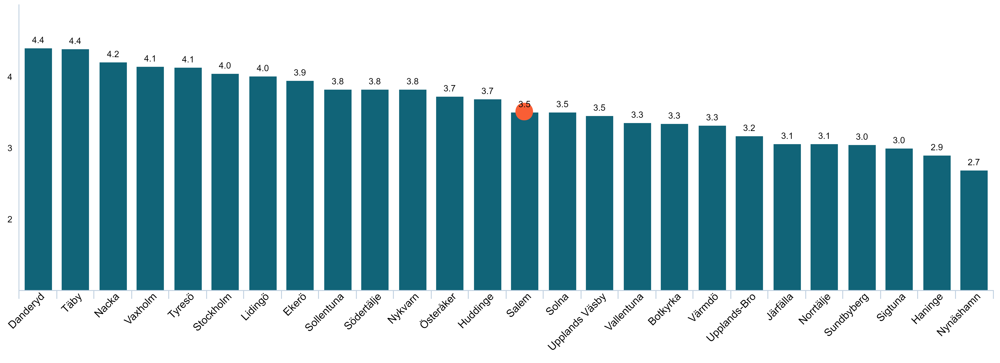 4.4
4.4
4.2
4.1
4.1
4.0
4.0
3.9
3.8
3.8
3.8
3.7
3.7
3.5
3.5
3.5
3.3
3.3
3.3
3.2
3.1
3.1
3.0
3.0
2.9
2.7
4
3
2
Danderyd
Täby
Nacka
Vaxholm
Tyresö
Stockholm
Lidingö
Ekerö
Sollentuna
Södertälje
Nykvarn
Österåker
Huddinge
Salem
Solna
Upplands Väsby
Vallentuna
Botkyrka
Värmdö
Upplands-Bro
Järfälla
Norrtälje
Sundbyberg
Sigtuna
Haninge
Nynäshamn